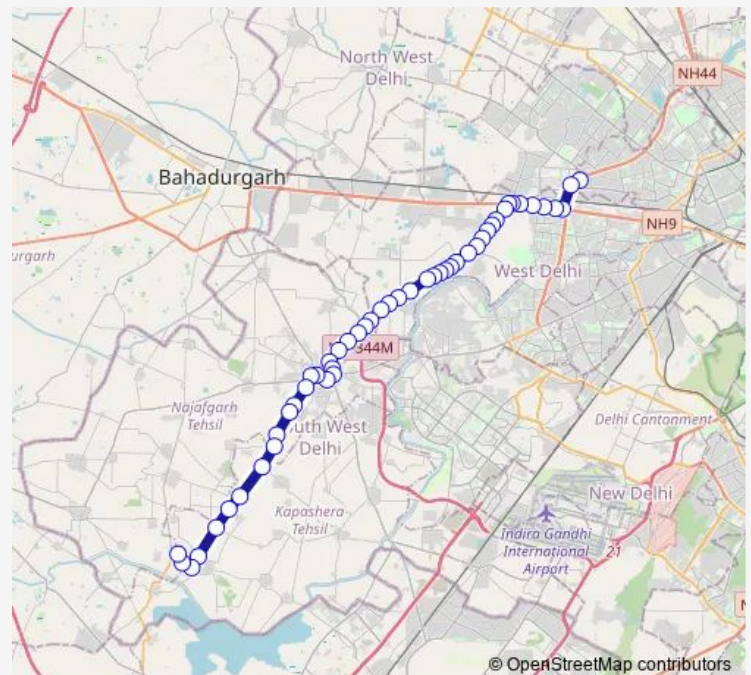 NH44
North West
Delhi
Bahadurgarh
NH9
urgarh
West Delhi
344M
Najafgarh
Tehsil
Delhi Cantonment
uth West
Delhi
New Delhi
Kapashera
Tehsil
Indira Gandhi
International
Airport
21
N
© OpenStreetMap contributors